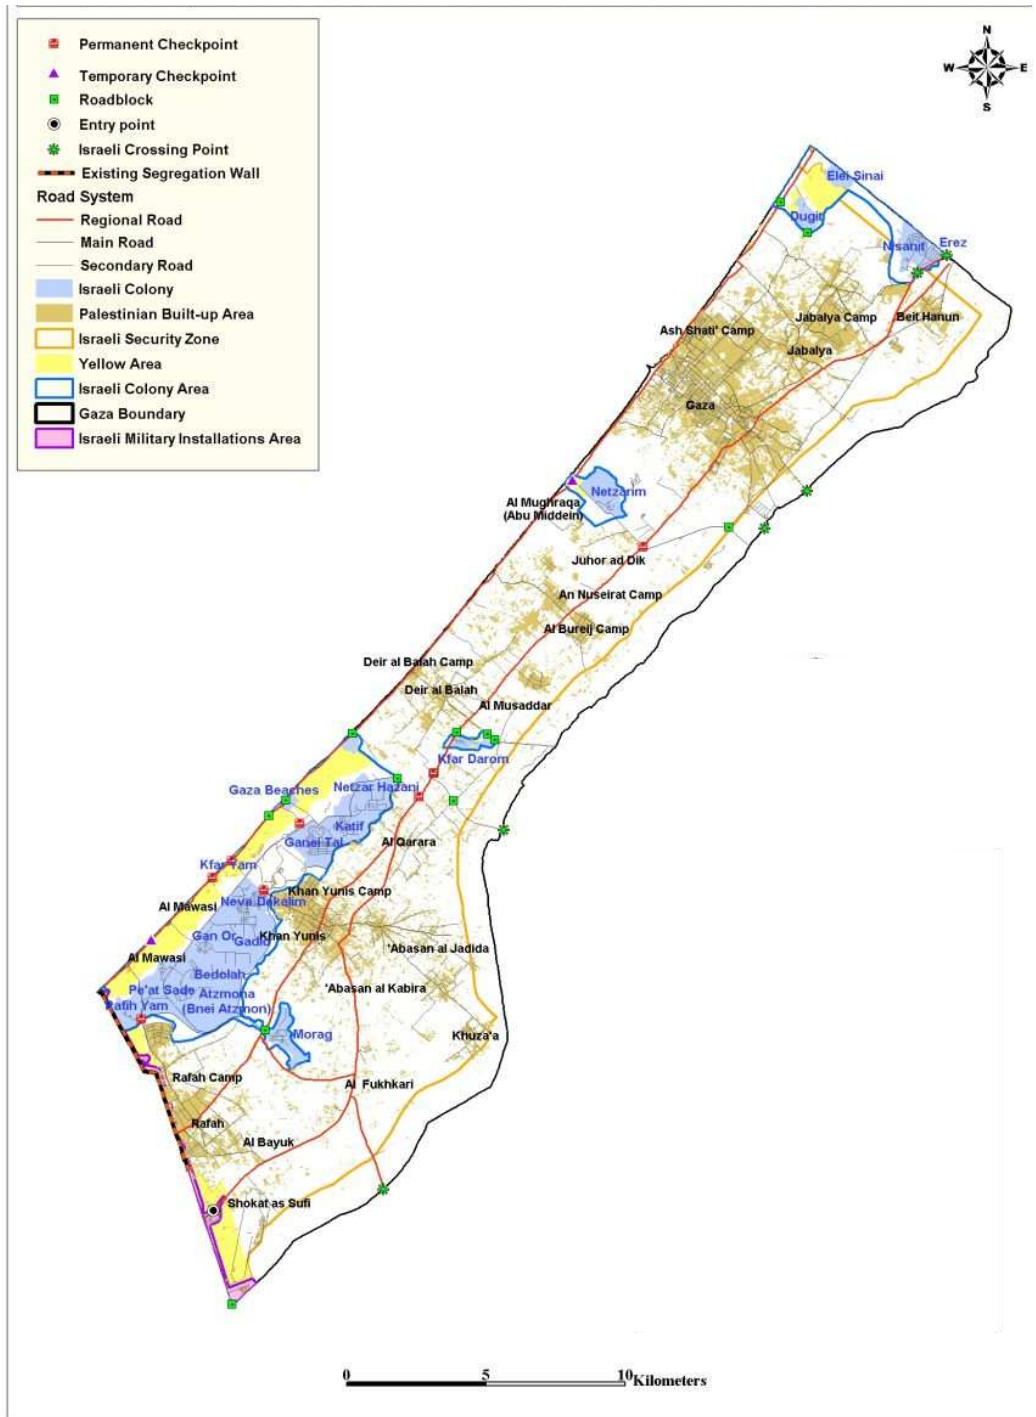 N
W
E
S
Permanent Checkpoint
Temporary Checkpoint
Roadblock
Entry point
Israeli Crossing Point
Existing Segregation Wall
Road System
Regional Road
Main Road
Secondary Road
Israeli Colony
Palestinian Built-up Area
Israeli Security Zone
Yellow Area
Israeli Colony Area
Gaza Boundary
Israeli Military Installations Area
Elei Sinai
Dugit
Nisanit
Erez
Jabalya Camp
Beit Hanun
Ash Shati' Camp
Jabalya
Gaza
Netzarim
Al Mughraqa
(Abu Middein)
Juhor ad Dik
An Nuseirat Camp
Al Bureij Camp
Deir al Balah Camp
Deir al Balah
Al Musaddar
Kfar Darom
Gaza Beaches
Netzar Hazani
Katif
Ganei Tal
Al Qarara
Kfar Yam
Khan Yunis Camp
Neve Dekalim
Al Mawasi
Gan Or
Gadid
Khan Yunis
'Abasan al Jadida
Al Mawasi
Bedolah
Pe'at Sade
Atzmona
(Bnei Atzmon)
'Abasan al Kabira
Rafih Yam
Morag
Khuza'a
Rafah Camp
Al Fukhkari
Rafah
Al Bayuk
Shokat as Sufi
0 5 10 Kilometers